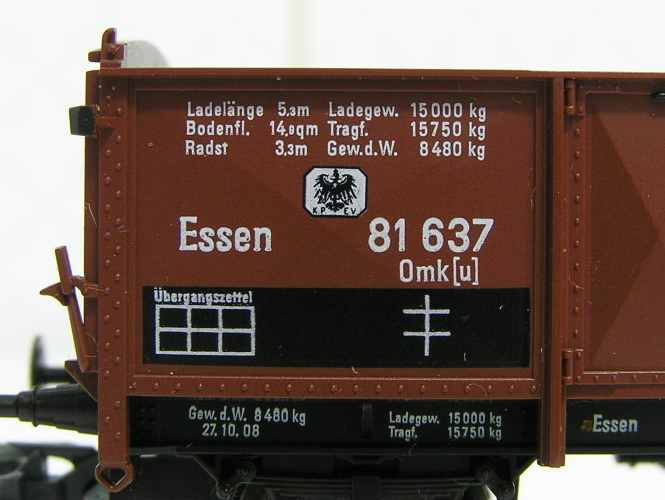 Ladelänge 5,3m Ladegew. 15000 kg
Bodenfl. 14,9qm Tragf. 15750 kg
Radst 3,3m Gew.d.W. 8480 kg
K.P. EV
Essen 81 637
Omk[u]
Übergangszettel
Gew.d.W. 8480 kg
27.10.08
Ladegew. 15000 kg
Tragf. 15750 kg
Essen